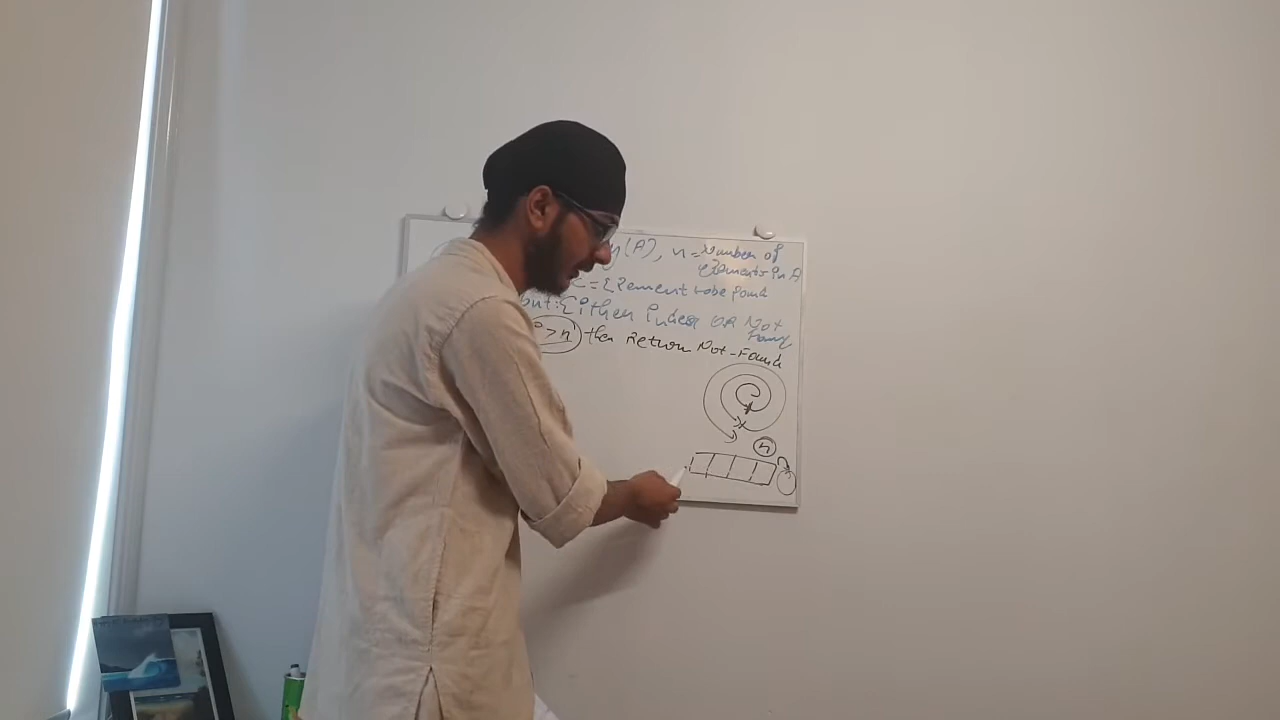 y(A), n = Number of
Elements in A
= Element to be found
put: Either index OR Not
Found
> n then Return Not-Found
n